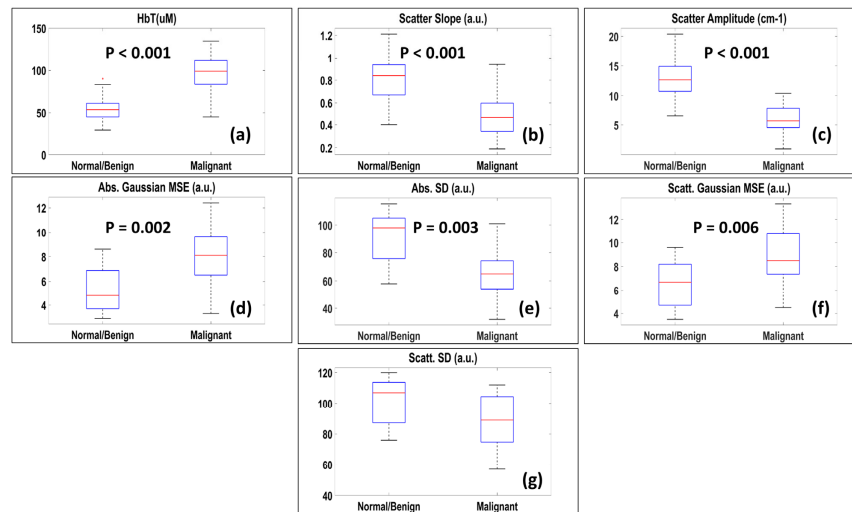 HbT(uM)
150
100
50
0
P < 0.001
(a)
Normal/Benign Malignant
Scatter Slope (a.u.)
1.2
1
0.8
0.6
0.4
0.2
P < 0.001
(b)
Normal/Benign Malignant
Scatter Amplitude (cm-1)
20
15
10
5
P < 0.001
(c)
Normal/Benign Malignant
Abs. Gaussian MSE (a.u.)
12
10
8
6
4
P = 0.002
(d)
Normal/Benign Malignant
Abs. SD (a.u.)
100
80
60
40
P = 0.003
(e)
Normal/Benign Malignant
Scatt. Gaussian MSE (a.u.)
12
10
8
6
4
P = 0.006
(f)
Normal/Benign Malignant
Scatt. SD (a.u.)
120
100
80
60
40
(g)
Normal/Benign Malignant